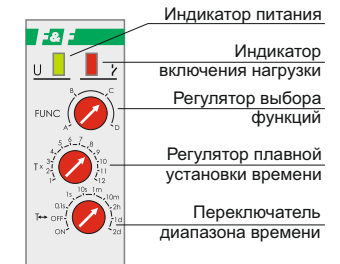 Индикатор питания
F&F
Индикатор
включения нагрузки
U
Регулятор выбора
функций
FUNC
A B C D
Регулятор плавной
установки времени
T×
1 2 3 4 5 6 7 8 9 10 11 12
Переключатель
диапазона времени
T
ON OFF 0,1s 1s 10s 1m 10m 2h 1d 2d